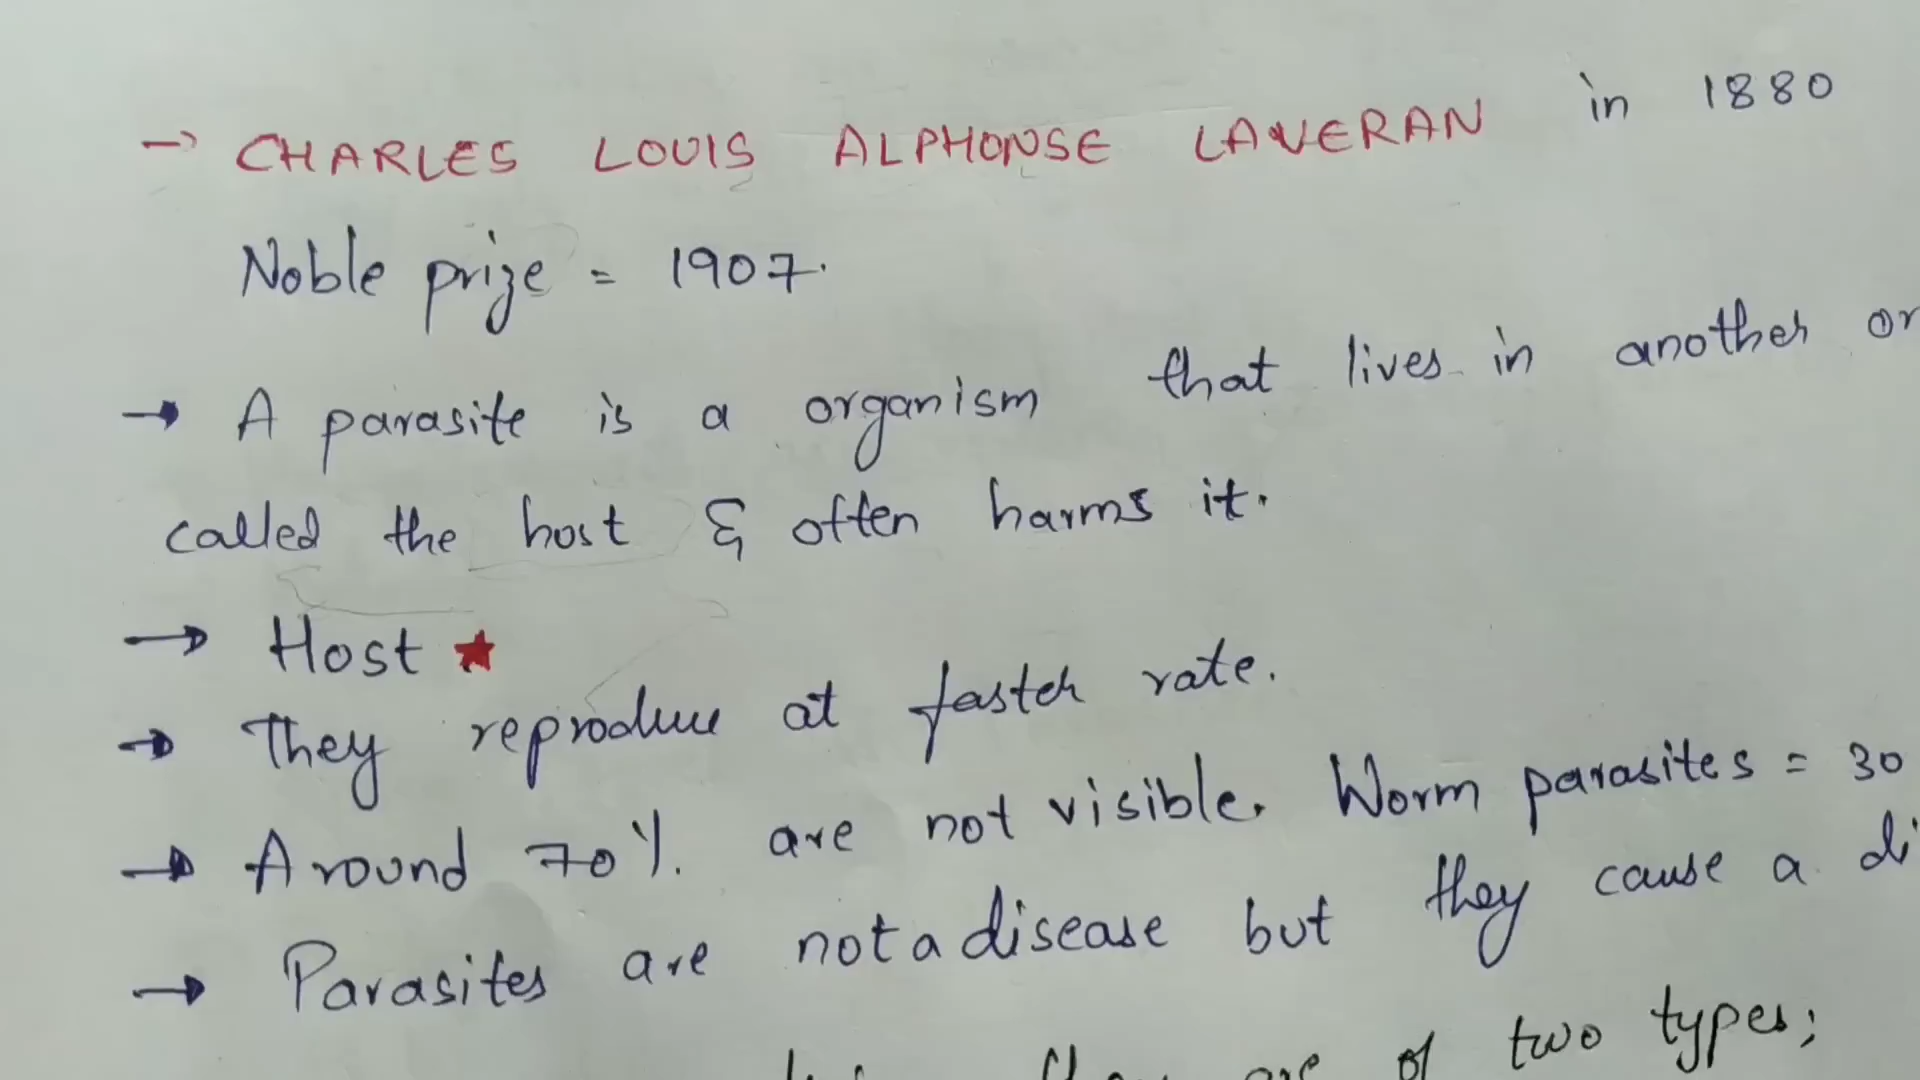 → CHARLES LOUIS ALPHONSE LAVERAN in 1880
Noble prize = 1907.
→ A parasite is a organism that lives in another or
called the host & often harms it.
→ Host ★
→ They reproduce at faster rate.
→ Around 70%. are not visible. Worm parasites = 30
→ Parasites are not a disease but they cause a di
are of two types;